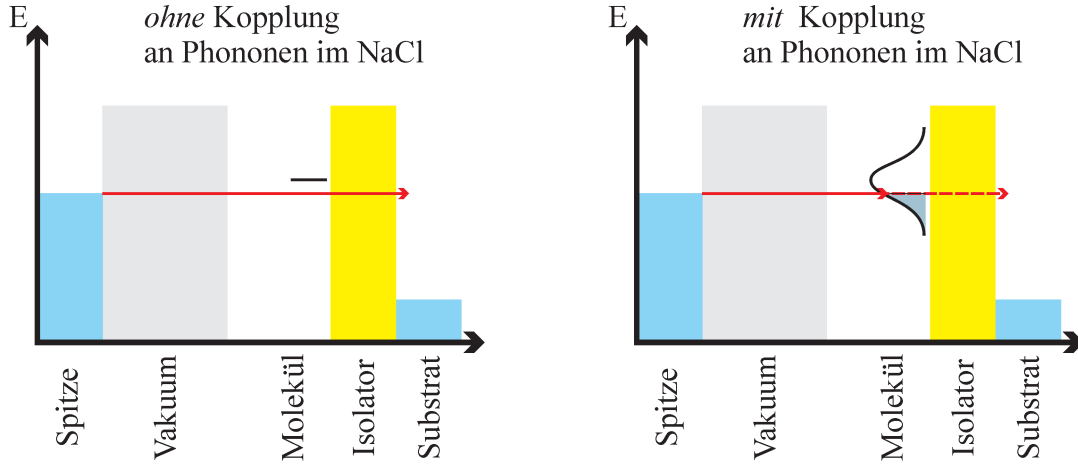 E
ohne Kopplung
an Phononen im NaCl
Spitze
Vakuum
Molekül
Isolator
Substrat
E
mit Kopplung
an Phononen im NaCl
Spitze
Vakuum
Molekül
Isolator
Substrat